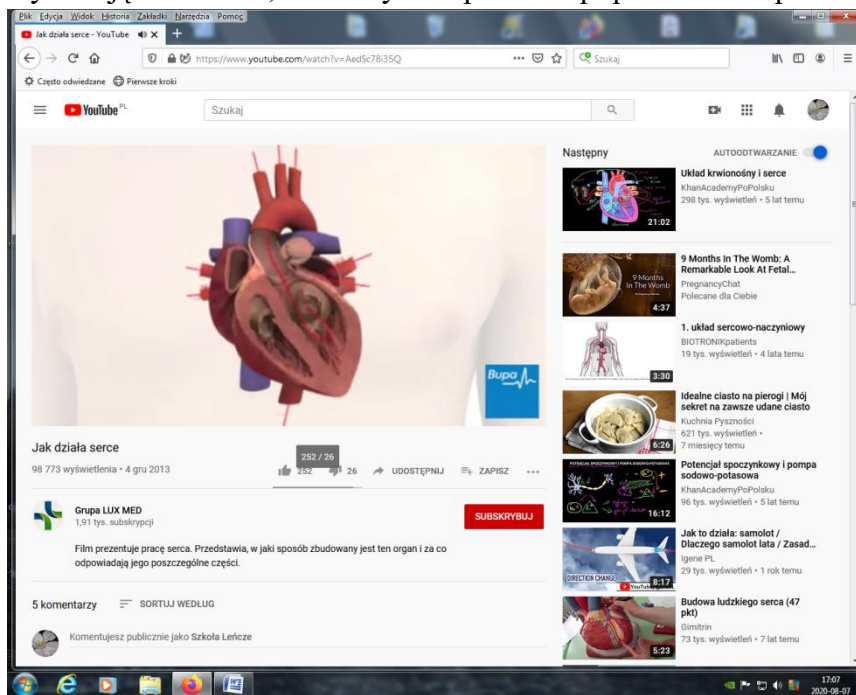 Plik Edycja Widok Historia Zakładki Narzędzia Pomoc
Jak działa serce - YouTube
https://www.youtube.com/watch?v=AedSc78i35Q
Szukaj
Często odwiedzane Pierwsze kroki
YouTube PL
Szukaj
Bupa
Jak działa serce
98 773 wyświetlenia • 4 gru 2013
252 / 26
252 26 UDOSTĘPNIJ ZAPISZ
Grupa LUX MED
1,91 tys. subskrypcji
SUBSKRYBUJ
Film prezentuje pracę serca. Przedstawia, w jaki sposób zbudowany jest ten organ i za co
odpowiadają jego poszczególne części.
5 komentarzy SORTUJ WEDŁUG
Komentujesz publicznie jako Szkoła Leńcze
Następny AUTOODTWARZANIE
Układ krwionośny i serce
KhanAcademyPoPolsku
298 tys. wyświetleń • 5 lat temu
21:02
9 Months In The Womb: A
Remarkable Look At Fetal...
PregnancyChat
Polecane dla Ciebie
9 Months
In The Womb
4:37
1. układ sercowo-naczyniowy
BIOTRONIKpatients
19 tys. wyświetleń • 4 lata temu
3:30
Idealne ciasto na pierogi | Mój
sekret na zawsze udane ciasto
Kuchnia Pyszności
621 tys. wyświetleń •
7 miesięcy temu
6:26
Potencjał spoczynkowy i pompa
sodowo-potasowa
KhanAcademyPoPolsku
96 tys. wyświetleń • 5 lat temu
16:12
Jak to działa: samolot /
Dlaczego samolot lata / Zasad...
Igene PL
29 tys. wyświetleń • 1 rok temu
DIRECTION CHANGE
8:17
Budowa ludzkiego serca (47
pkt)
Gimitrin
73 tys. wyświetleń • 7 lat temu
5:23
17:07
2020-08-07